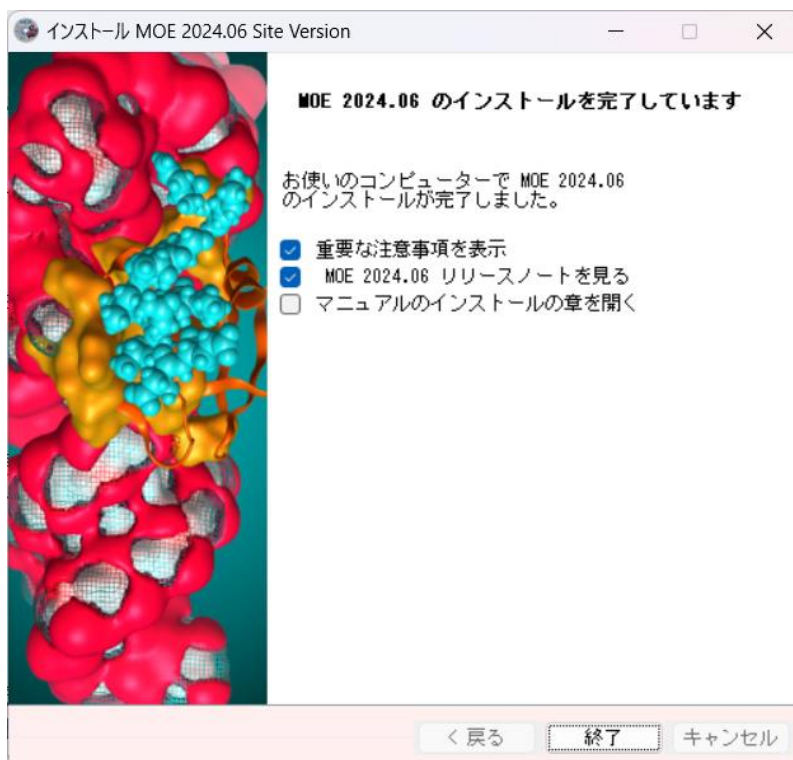 インストール MOE 2024.06 Site Version
MOE 2024.06 のインストールを完了しています
お使いのコンピューターで MOE 2024.06
のインストールが完了しました。
重要な注意事項を表示
MOE 2024.06 リリースノートを見る
マニュアルのインストールの章を開く
< 戻る 終了 キャンセル